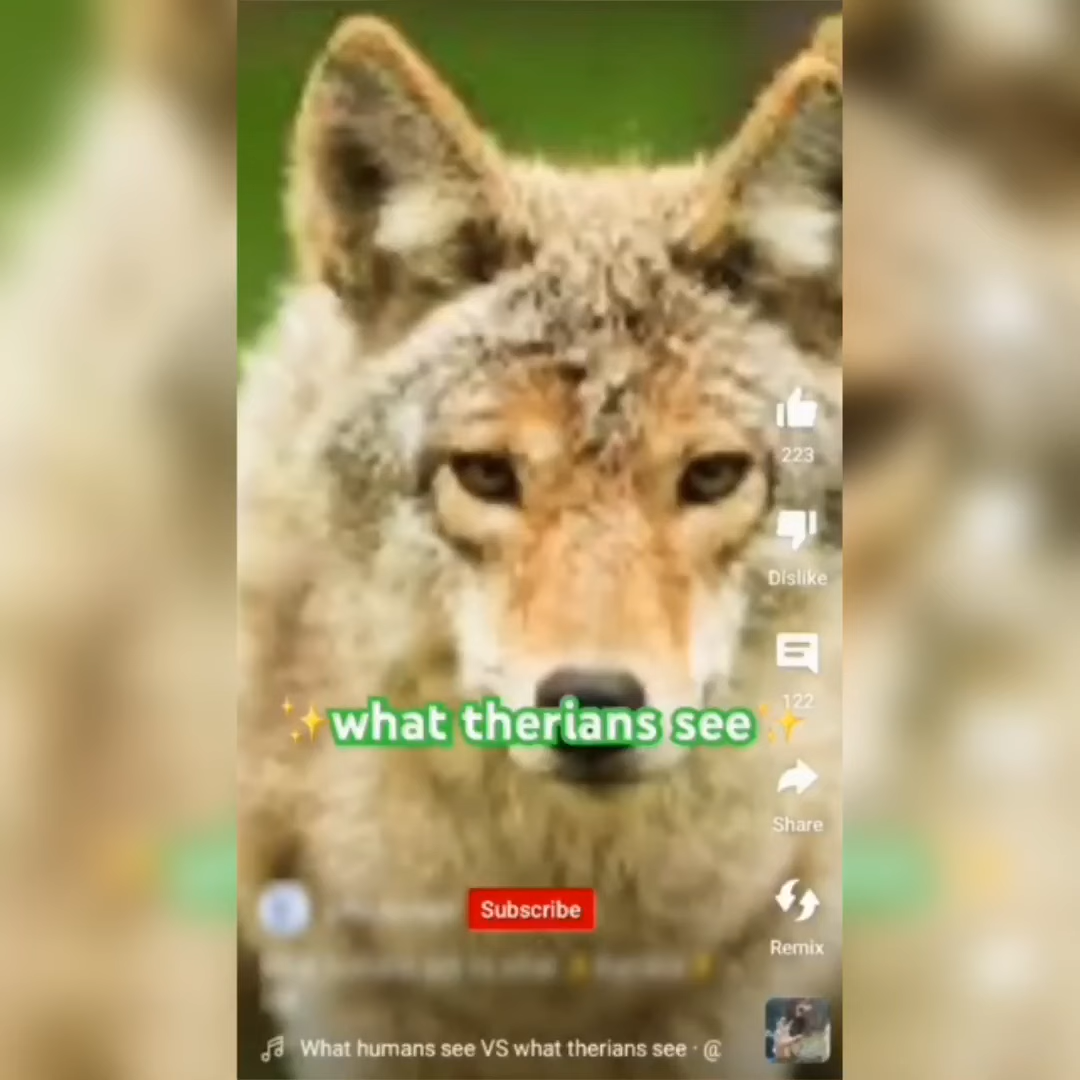 223
Dislike
122
✨what therians see✨
Share
Subscribe
Remix
What humans see VS what therians see · @